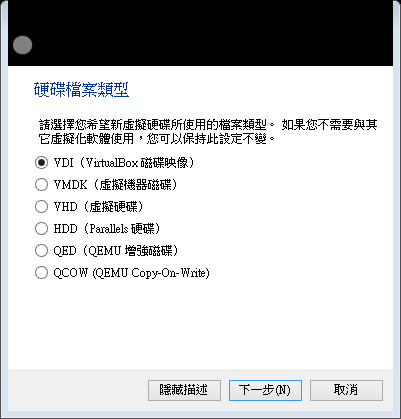 硬碟檔案類型
請選擇您希望新虛擬硬碟所使用的檔案類型。 如果您不需要與其
它虛擬化軟體使用，您可以保持此設定不變。
VDI（VirtualBox 磁碟映像）
VMDK（虛擬機器磁碟）
VHD（虛擬硬碟）
HDD（Parallels 硬碟）
QED（QEMU 增強磁碟）
QCOW (QEMU Copy-On-Write)
隱藏描述 下一步(N) 取消